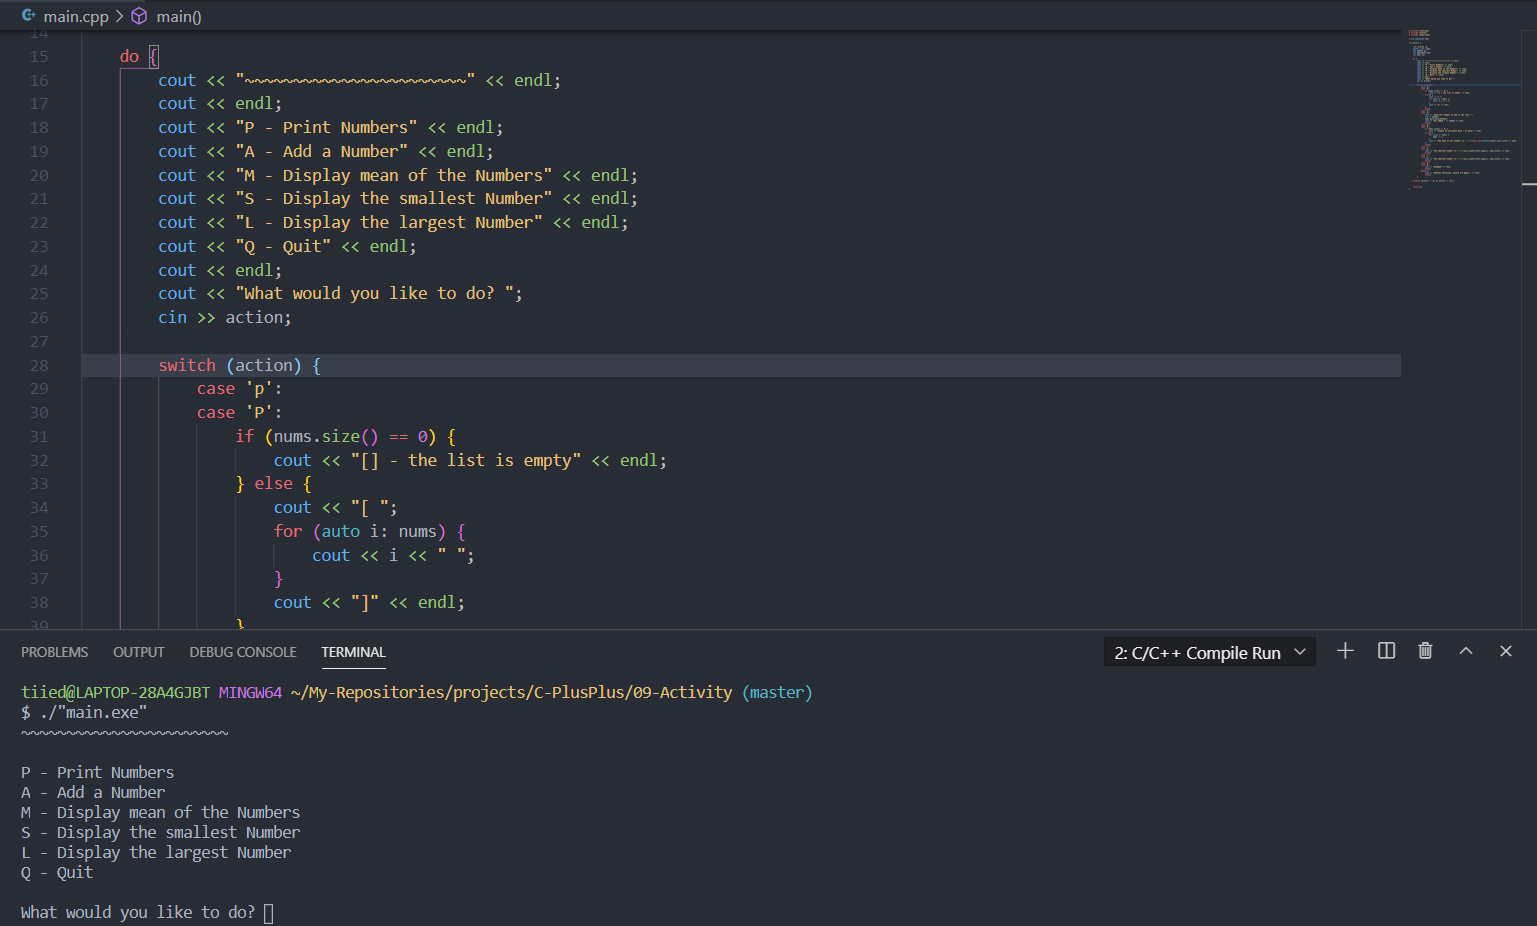 main.cpp > main()
14
15 do {
16 cout << "~~~~~~~~~~~~~~~~~~~~~~~" << endl;
17 cout << endl;
18 cout << "P - Print Numbers" << endl;
19 cout << "A - Add a Number" << endl;
20 cout << "M - Display mean of the Numbers" << endl;
21 cout << "S - Display the smallest Number" << endl;
22 cout << "L - Display the largest Number" << endl;
23 cout << "Q - Quit" << endl;
24 cout << endl;
25 cout << "What would you like to do? ";
26 cin >> action;
27
28 switch (action) {
29 case 'p':
30 case 'P':
31 if (nums.size() == 0) {
32 cout << "[] - the list is empty" << endl;
33 } else {
34 cout << "[ ";
35 for (auto i: nums) {
36 cout << i << " ";
37 }
38 cout << "]" << endl;
39 }
PROBLEMS OUTPUT DEBUG CONSOLE TERMINAL 2: C/C++ Compile Run
tiied@LAPTOP-28A4GJBT MINGW64 ~/My-Repositories/projects/C-PlusPlus/09-Activity (master)
$ ./"main.exe"
~~~~~~~~~~~~~~~~~~~~~~~
P - Print Numbers
A - Add a Number
M - Display mean of the Numbers
S - Display the smallest Number
L - Display the largest Number
Q - Quit
What would you like to do?